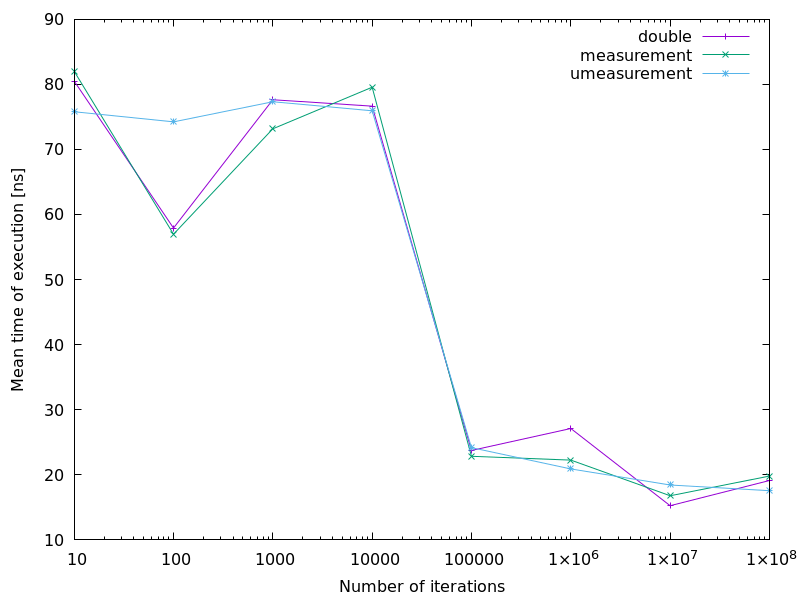 90
80
70
60
50
40
30
20
10
Mean time of execution [ns]
double
measurement
umeasurement
10 100 1000 10000 100000 1×10⁶ 1×10⁷ 1×10⁸
Number of iterations